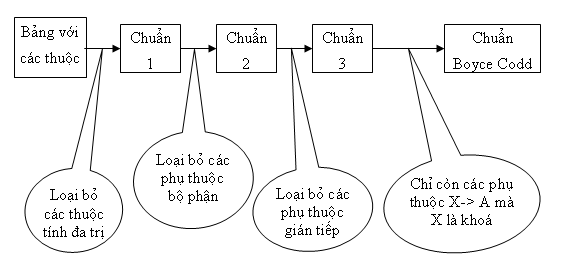 Bảng với
các thuộc
Chuẩn
1
Chuẩn
2
Chuẩn
3
Chuẩn
Boyce Codd
Loại bỏ
các thuộc
tính đa trị
Loại bỏ các
phụ thuộc
bộ phận
Loại bỏ các
phụ thuộc
gián tiếp
Chỉ còn các phụ
thuộc X-> A mà
X là khoá